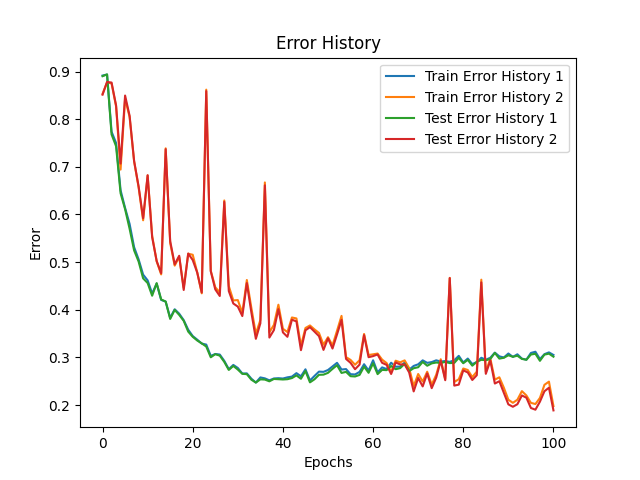 Error History
Train Error History 1
Train Error History 2
Test Error History 1
Test Error History 2
Error
0.9
0.8
0.7
0.6
0.5
0.4
0.3
0.2
0 20 40 60 80 100
Epochs